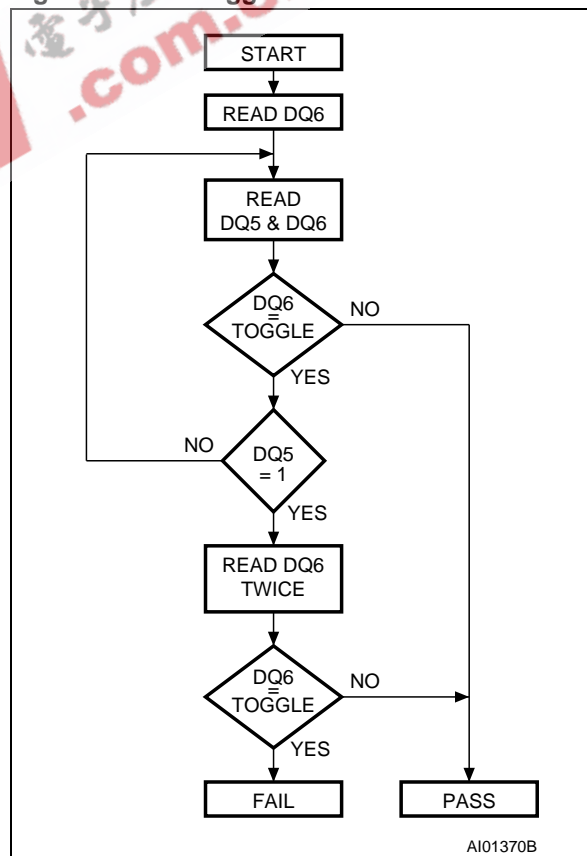 START
READ DQ6
READ
DQ5 & DQ6
DQ6
=
TOGGLE
NO
YES
NO
DQ5
= 1
YES
READ DQ6
TWICE
DQ6
=
TOGGLE
NO
YES
FAIL
PASS
AI01370B
.com